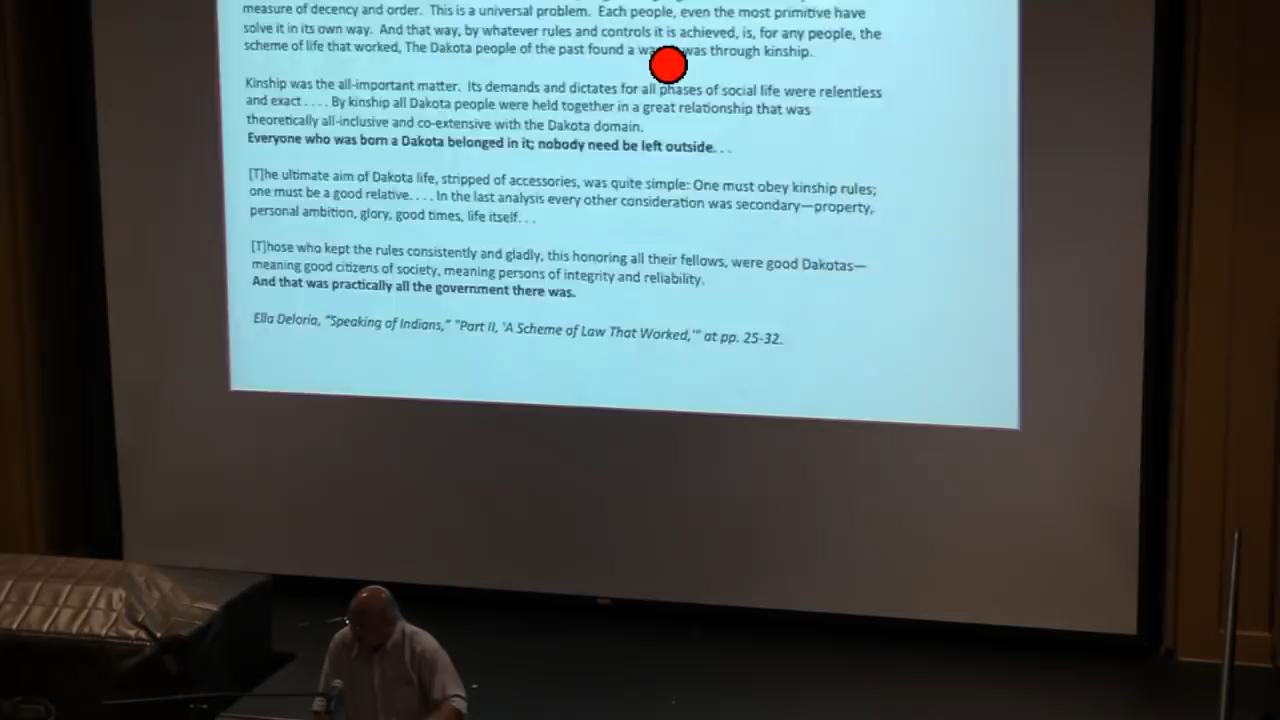 measure of decency and order. This is a universal problem. Each people, even the most primitive have
solve it in its own way. And that way, by whatever rules and controls it is achieved, is, for any people, the
scheme of life that worked, The Dakota people of the past found a was through kinship.
Kinship was the all-important matter. Its demands and dictates for all phases of social life were relentless
and exact . . . . By kinship all Dakota people were held together in a great relationship that was
theoretically all-inclusive and co-extensive with the Dakota domain.
Everyone who was born a Dakota belonged in it; nobody need be left outside. . .
[T]he ultimate aim of Dakota life, stripped of accessories, was quite simple: One must obey kinship rules;
one must be a good relative. . . . In the last analysis every other consideration was secondary—property,
personal ambition, glory, good times, life itself. . .
[T]hose who kept the rules consistently and gladly, this honoring all their fellows, were good Dakotas—
meaning good citizens of society, meaning persons of integrity and reliability.
And that was practically all the government there was.
Ella Deloria, "Speaking of Indians," "Part II, 'A Scheme of Law That Worked,'" at pp. 25-32.